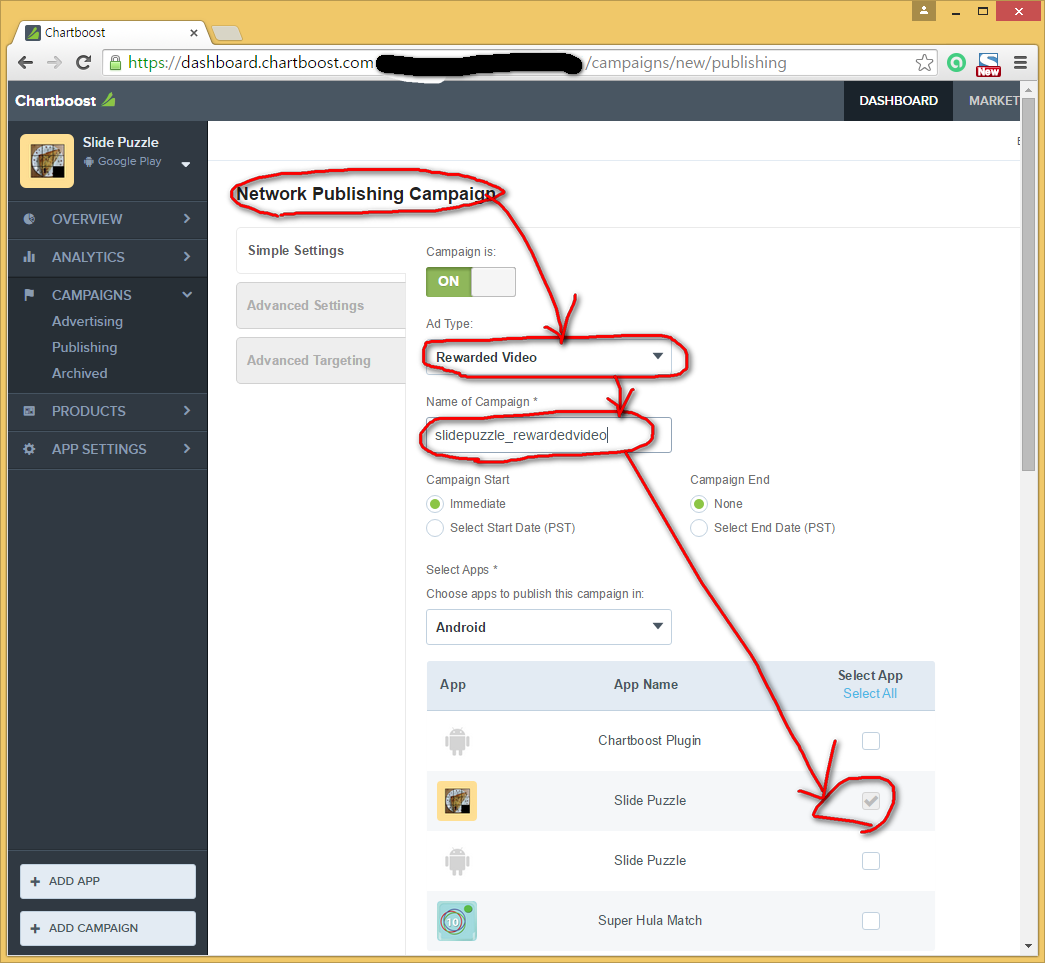 Chartboost
https://dashboard.chartboost.com /campaigns/new/publishing
New
Chartboost
DASHBOARD
MARKET
Slide Puzzle
Google Play
OVERVIEW
ANALYTICS
CAMPAIGNS
Advertising
Publishing
Archived
PRODUCTS
APP SETTINGS
+ ADD APP
+ ADD CAMPAIGN
Network Publishing Campaign
Simple Settings
Advanced Settings
Advanced Targeting
Campaign is:
ON
Ad Type:
Rewarded Video
Name of Campaign *
slidepuzzle_rewardedvideo
Campaign Start
Immediate
Select Start Date (PST)
Campaign End
None
Select End Date (PST)
Select Apps *
Choose apps to publish this campaign in:
Android
App App Name Select App
Select All
Chartboost Plugin
Slide Puzzle
Slide Puzzle
10 Super Hula Match